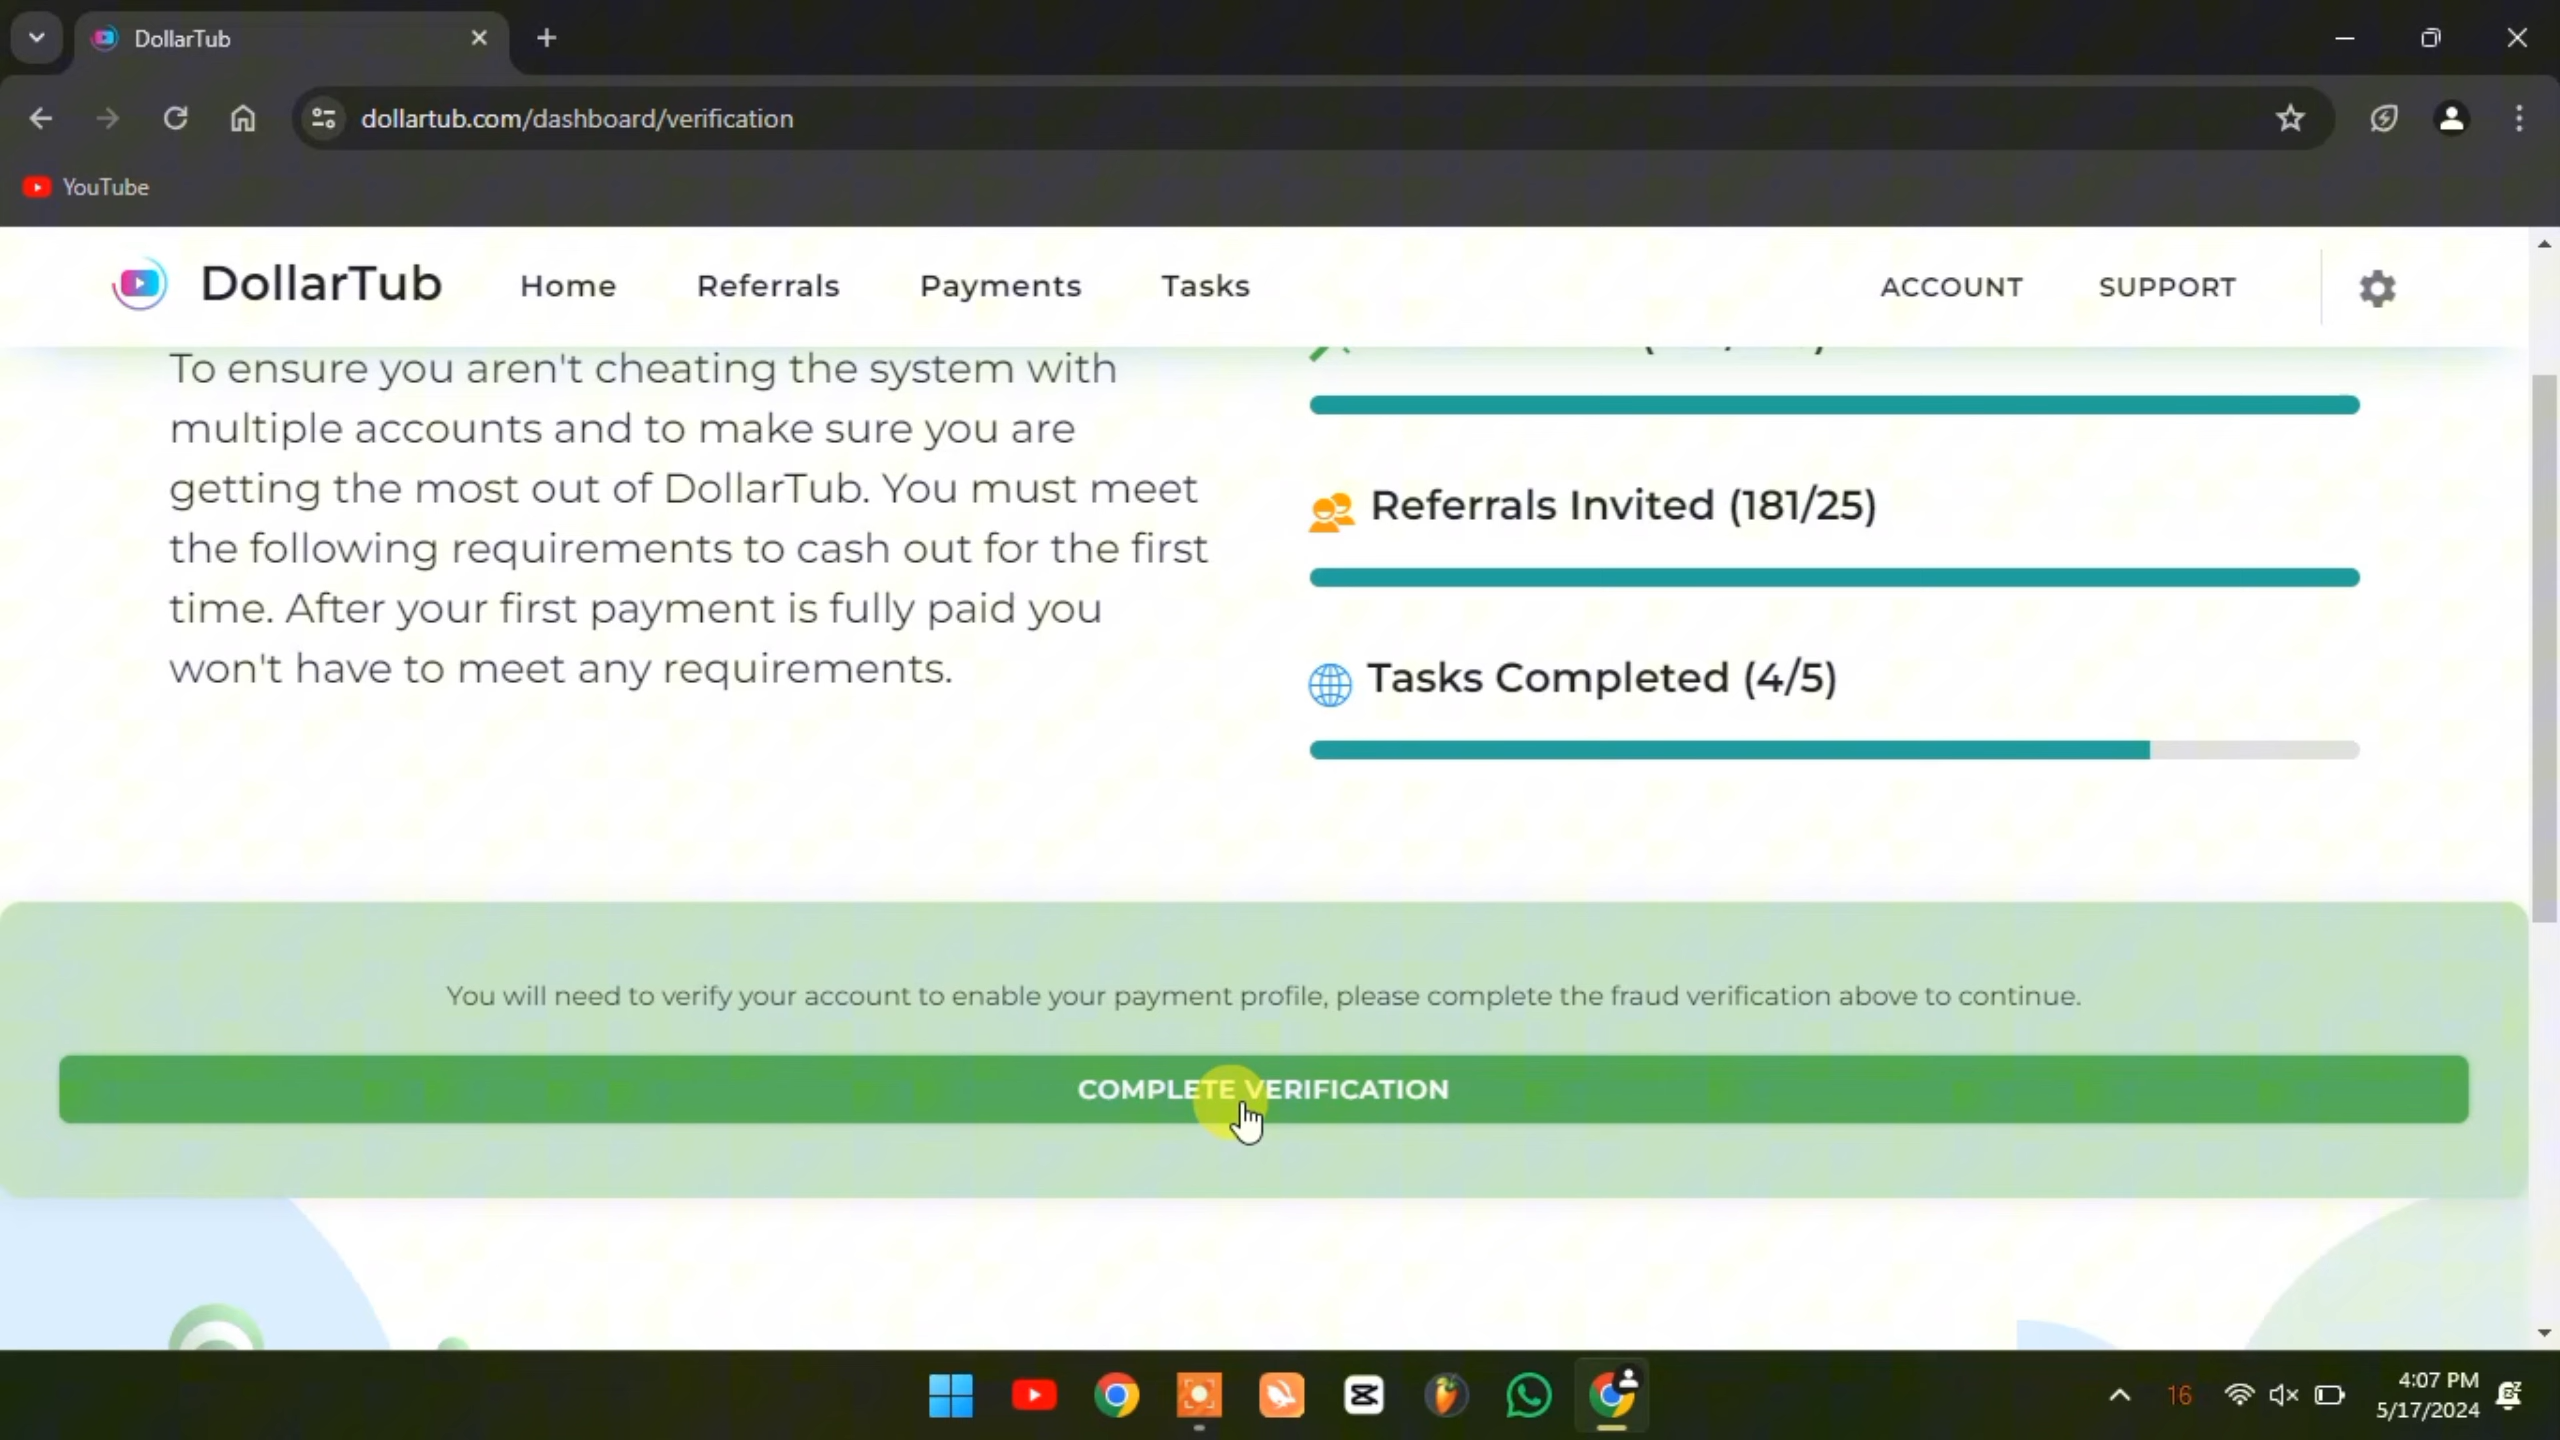 DollarTub
dollartub.com/dashboard/verification
YouTube
DollarTub Home Referrals Payments Tasks ACCOUNT SUPPORT
To ensure you aren't cheating the system with
multiple accounts and to make sure you are
getting the most out of DollarTub. You must meet
the following requirements to cash out for the first
time. After your first payment is fully paid you
won't have to meet any requirements.
Referrals Invited (181/25)
Tasks Completed (4/5)
You will need to verify your account to enable your payment profile, please complete the fraud verification above to continue.
COMPLETE VERIFICATION
16
4:07 PM
5/17/2024